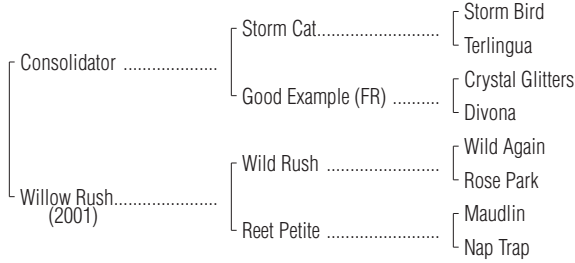 Storm Bird
Storm Cat..............................
Terlingua
Consolidator .......................
Crystal Glitters
Good Example (FR) ...........
Divona
Wild Again
Wild Rush ............................
Rose Park
Willow Rush.........................
(2001)
Maudlin
Reet Petite ...........................
Nap Trap